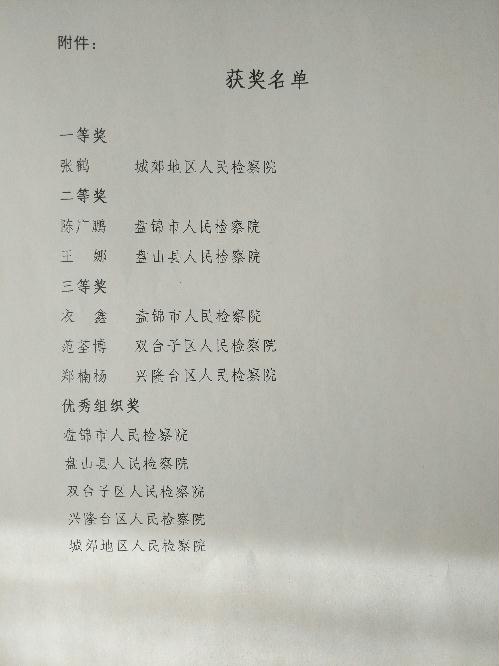 附件：
获奖名单
一等奖
张鹤 城郊地区人民检察院
二等奖
陈广鹏 盘锦市人民检察院
王 娜 盘山县人民检察院
三等奖
衣 鑫 盘锦市人民检察院
范荃博 双台子区人民检察院
郑楠杨 兴隆台区人民检察院
优秀组织奖
盘锦市人民检察院
盘山县人民检察院
双台子区人民检察院
兴隆台区人民检察院
城郊地区人民检察院